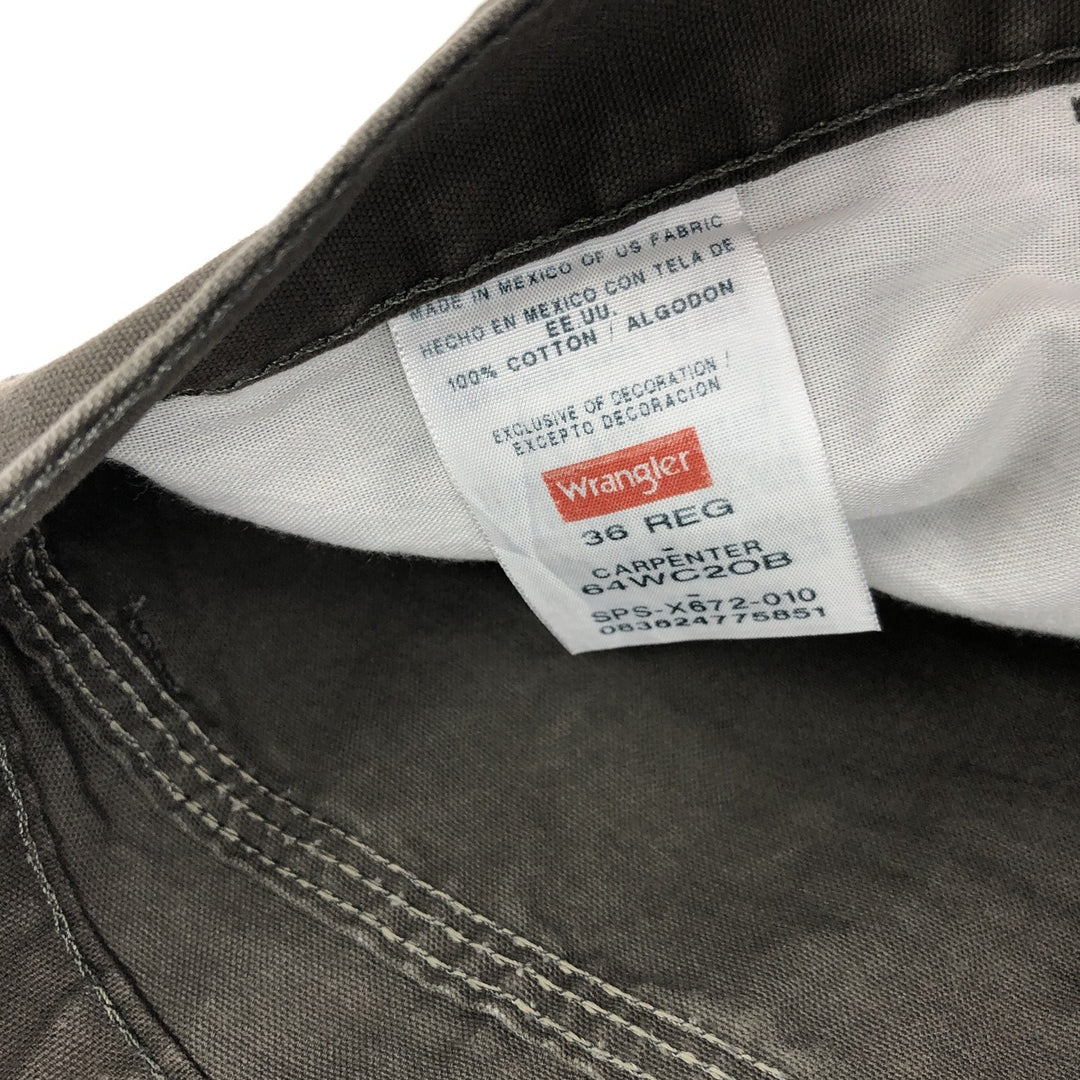 MADE IN MEXICO OF US FABRIC
HECHO EN MEXICO CON TELA DE
EE.UU.
100% COTTON / ALGODON
EXCLUSIVE OF DECORATION /
EXCEPTO DECORACION
Wrangler
36 REG
CARPENTER
64WC2OB
SPS-X672-010
083624775851